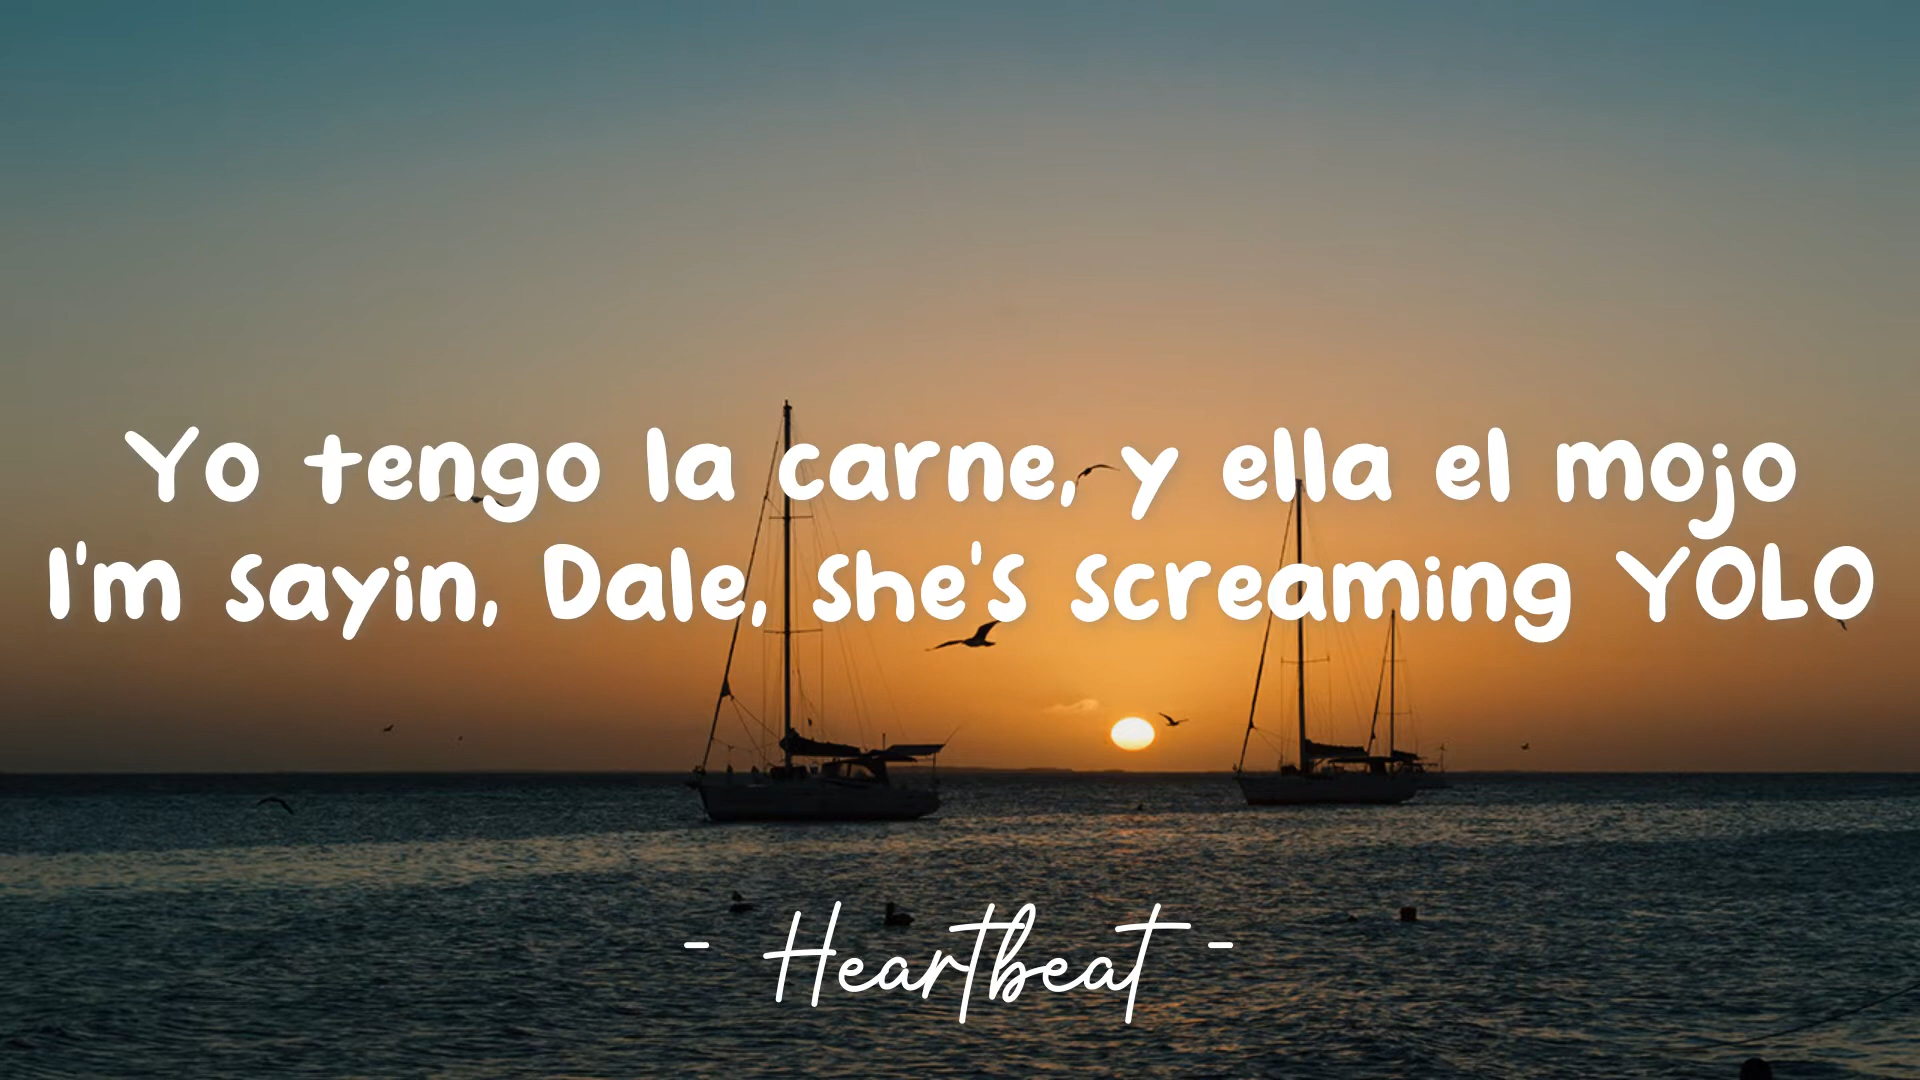 Yo tengo la carne, y ella el mojo
I'm sayin, Dale, she's screaming YOLO
- Heartbeat -